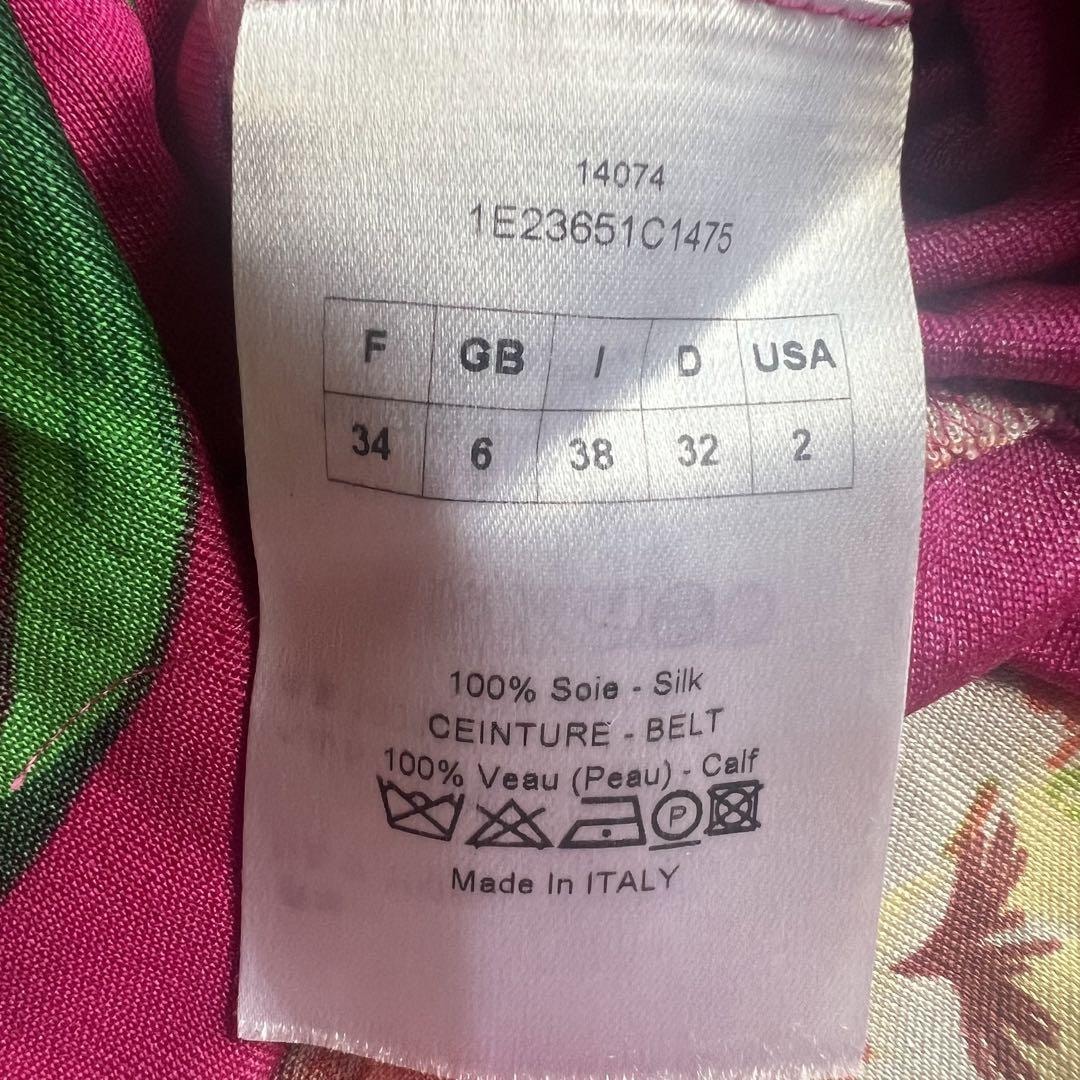 14074
1E23651C1475
F GB I D USA
34 6 38 32 2
100% Soie - Silk
CEINTURE - BELT
100% Veau (Peau) - Calf
P
Made In ITALY